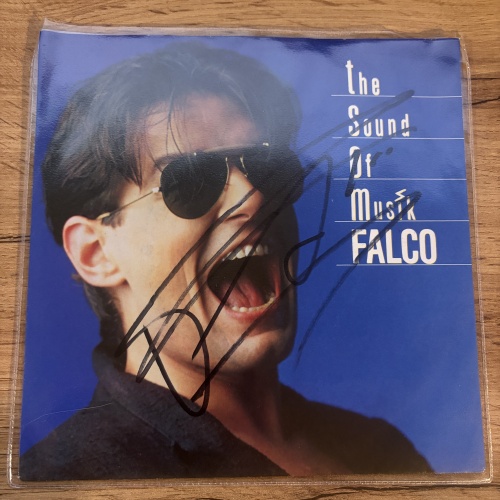 the
Sound
Of
Musik
FALCO